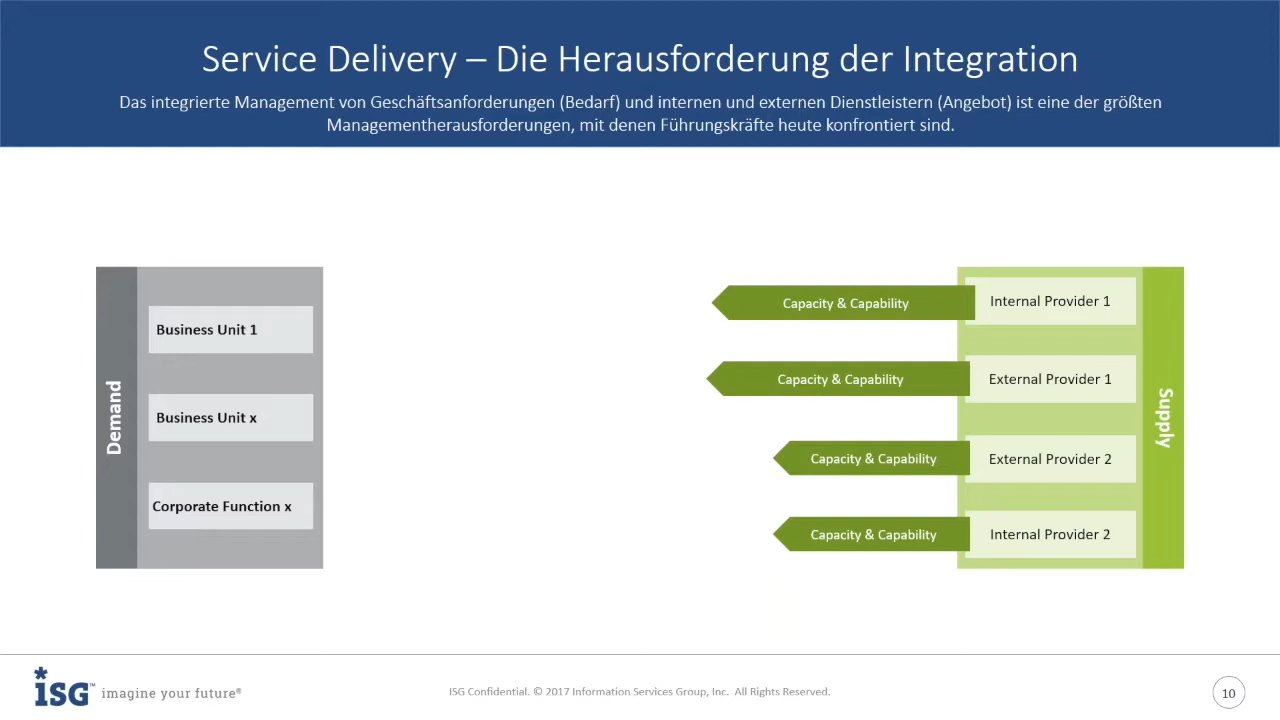 Service Delivery – Die Herausforderung der Integration
Das integrierte Management von Geschäftsanforderungen (Bedarf) und internen und externen Dienstleistern (Angebot) ist eine der größten
Managementherausforderungen, mit denen Führungskräfte heute konfrontiert sind.
Demand
Business Unit 1
Business Unit x
Corporate Function x
Capacity & Capability
Internal Provider 1
Capacity & Capability
External Provider 1
Capacity & Capability
External Provider 2
Capacity & Capability
Internal Provider 2
Supply
ISG™ imagine your future®
ISG Confidential. © 2017 Information Services Group, Inc. All Rights Reserved.
10